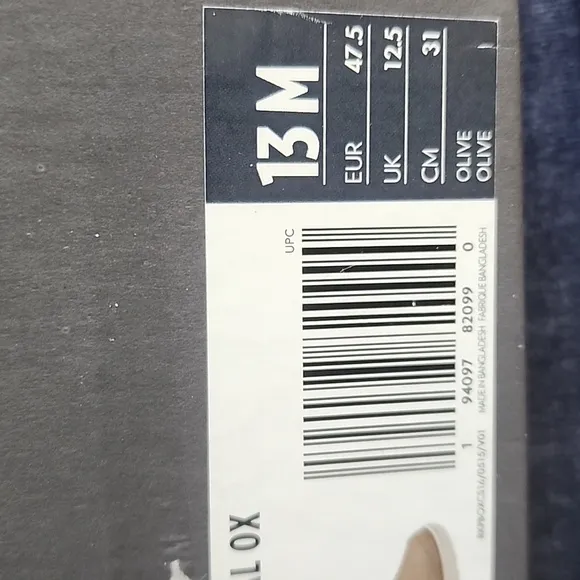 AL OX
13 M
EUR 47.5
UK 12.5
CM 31
OLIVE
OLIVE
UPC
1 94097 82099 0
MADE IN BANGLADESH FABRIQUE BANGLADESH